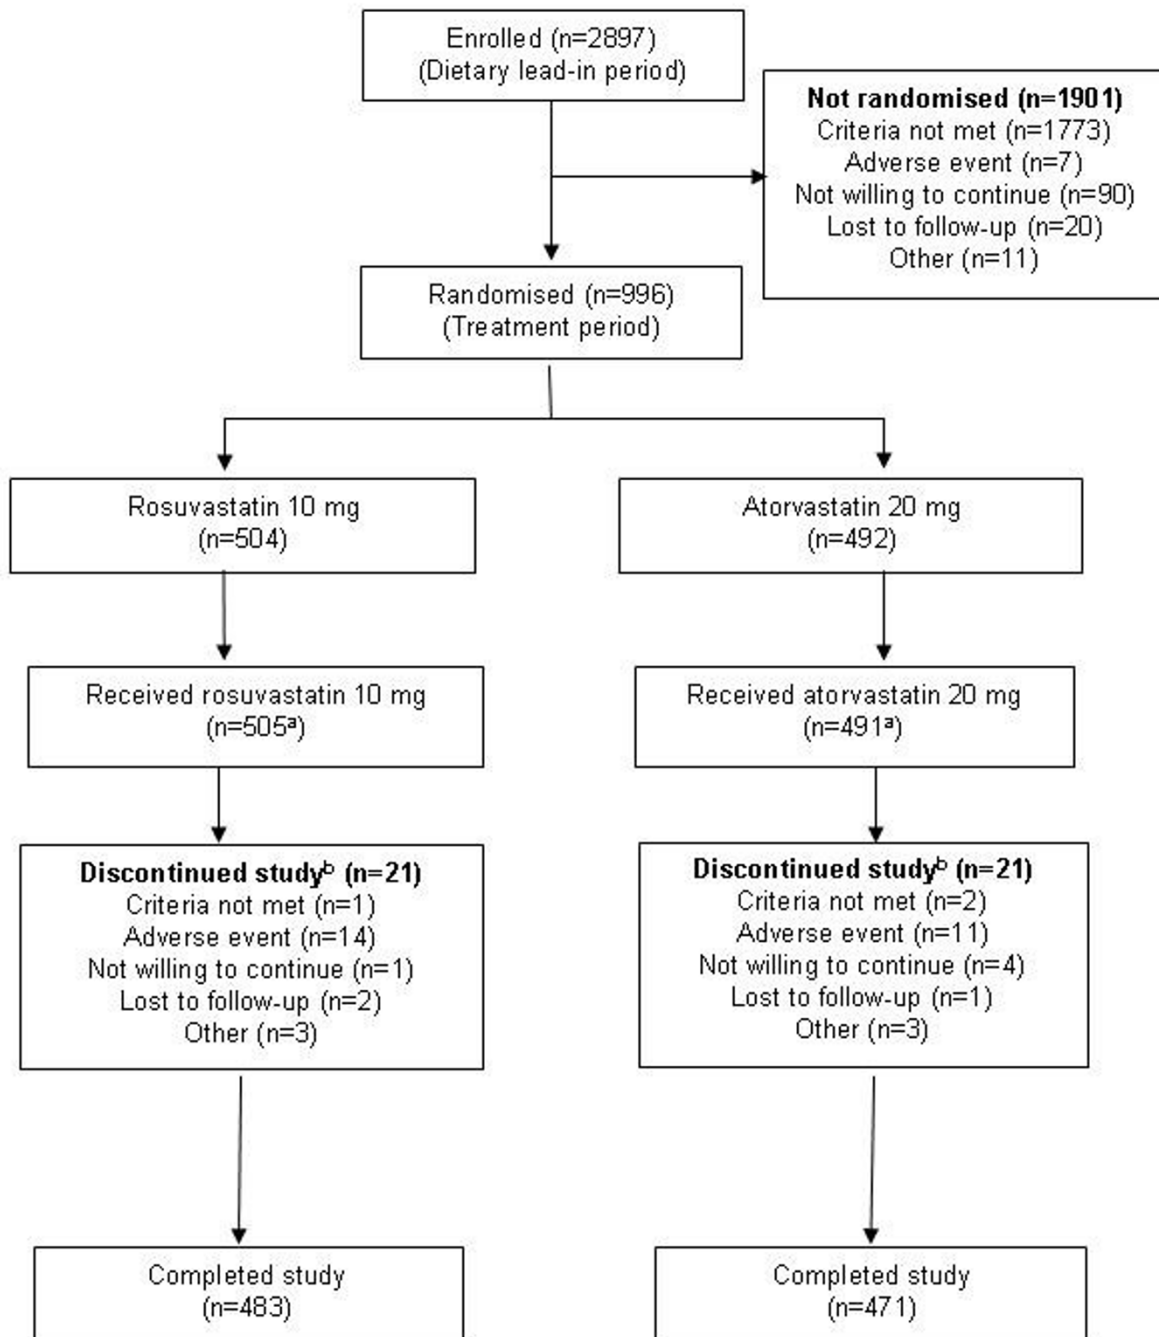 Enrolled (n=2897)
(Dietary lead-in period)
Not randomised (n=1901)
Criteria not met (n=1773)
Adverse event (n=7)
Not willing to continue (n=90)
Lost to follow-up (n=20)
Other (n=11)
Randomised (n=996)
(Treatment period)
Rosuvastatin 10 mg
(n=504)
Atorvastatin 20 mg
(n=492)
Received rosuvastatin 10 mg
(n=505ª)
Received atorvastatin 20 mg
(n=491ª)
Discontinued studyᵇ (n=21)
Criteria not met (n=1)
Adverse event (n=14)
Not willing to continue (n=1)
Lost to follow-up (n=2)
Other (n=3)
Discontinued studyᵇ (n=21)
Criteria not met (n=2)
Adverse event (n=11)
Not willing to continue (n=4)
Lost to follow-up (n=1)
Other (n=3)
Completed study
(n=483)
Completed study
(n=471)